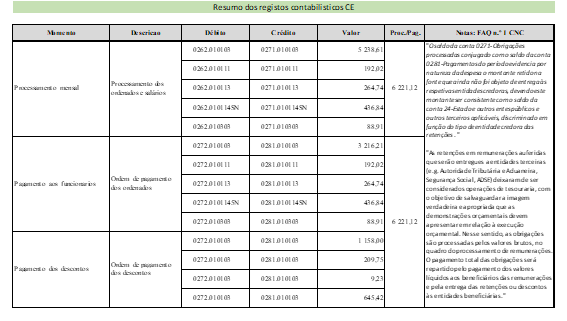 Resumo dos registos contabilisticos CE
Momento Descricao Débito Crédito Valor Proc./Pag. Notas: FAQ n.º 1 CNC
Processamento mensal
Processamento dos
ordenados e salários
0262.010103 0271.010103 5 238,61
0262.010111 0271.010111 192,02
0262.010113 0271.010113 264,74
0262.010114SN 0271.010114SN 436,84
0262.010303 0271.010303 88,91
6 221,12
Pagamento aos funcionarios
Ordem de pagamento
dos ordenados
0272.010103 0281.010103 3 216,21
0272.010111 0281.010111 192,02
0272.010113 0281.010113 264,74
0272.010114SN 0281.010114SN 436,84
0272.010303 0281.010303 88,91
6 221,12
Pagamento dos descontos
Ordem de pagamento
dos descontos
0272.010103 0281.010103 1 158,00
0272.010103 0281.010103 209,75
0272.010103 0281.010103 9,23
0272.010103 0281.010103 645,42
"O saldo da conta 0271-Obrigações
processadas conjugado com o saldo da conta
0281-Pagamentos do período evidencia por
natureza da despesa o montante retido na
fonte que ainda não foi objeto de entrega às
respetivas entidades credoras, devendo este
montante ser consistente com o saldo da
conta 24-Estado e outros entes públicos e
outros terceiros aplicáveis, discriminado em
função do tipo de entidade credora das
retenções."
"As retenções em remunerações auferidas
que serão entregues a entidades terceiras
(e.g. Autoridade Tributária e Aduaneira,
Segurança Social, ADSE) deixaram de ser
considerados operações de tesouraria, com
o objetivo de salvaguardar a imagem
verdadeira e apropriada que as
demonstrações orçamentais devem
apresentar em relação à execução
orçamental. Nesse sentido, as obrigações
são processadas pelos valores brutos, no
quadro do processamento de remunerações.
O pagamento total das obrigações será
repartido pelo pagamento dos valores
líquidos aos beneficiários das remunerações
e pela entrega das retenções ou descontos
às entidades beneficiárias."